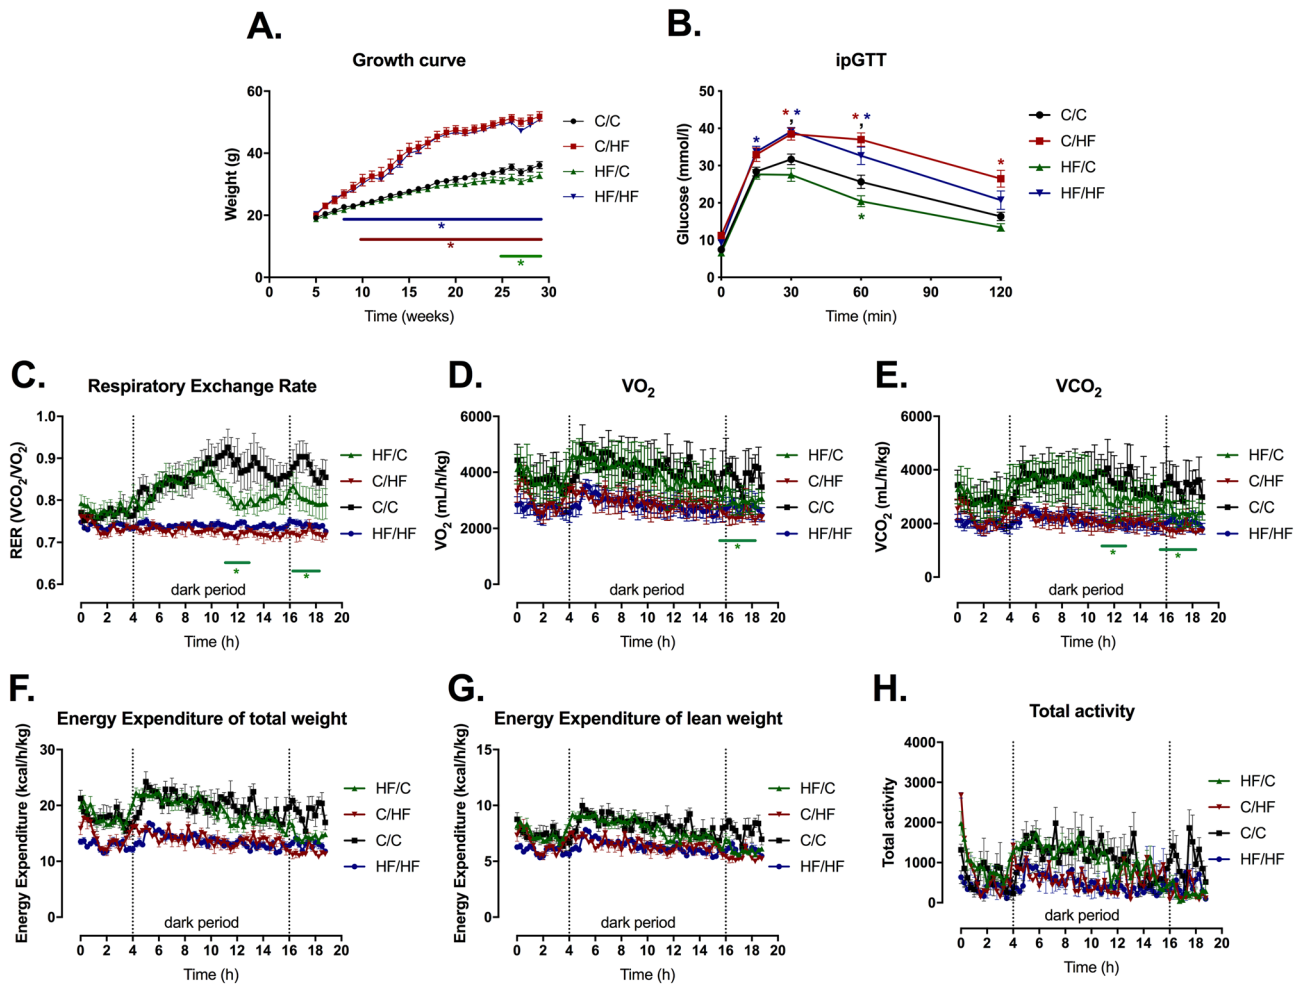 A.
Growth curve
Weight (g)
60
40
20
0
0 5 10 15 20 25 30
Time (weeks)
*
*
*
C/C
C/HF
HF/C
HF/HF
B.
ipGTT
Glucose (mmol/l)
50
40
30
20
10
0
0 30 60 90 120
Time (min)
*
*,*
*,*
*
*
C/C
C/HF
HF/C
HF/HF
C.
Respiratory Exchange Rate
RER (VCO2/VO2)
1.0
0.9
0.8
0.7
0.6
dark period
*
*
0 2 4 6 8 10 12 14 16 18 20
Time (h)
HF/C
C/HF
C/C
HF/HF
D.
VO2
VO2 (mL/h/kg)
6000
4000
2000
0
dark period
*
0 2 4 6 8 10 12 14 16 18 20
Time (h)
HF/C
C/HF
C/C
HF/HF
E.
VCO2
VCO2 (mL/h/kg)
6000
4000
2000
0
dark period
*
*
0 2 4 6 8 10 12 14 16 18 20
Time (h)
HF/C
C/HF
C/C
HF/HF
F.
Energy Expenditure of total weight
Energy Expenditure (kcal/h/kg)
30
20
10
0
dark period
0 2 4 6 8 10 12 14 16 18 20
Time (h)
HF/C
C/HF
C/C
HF/HF
G.
Energy Expenditure of lean weight
Energy Expenditure (kcal/h/kg)
15
10
5
0
dark period
0 2 4 6 8 10 12 14 16 18 20
Time (h)
HF/C
C/HF
C/C
HF/HF
H.
Total activity
Total activity
4000
3000
2000
1000
0
dark period
0 2 4 6 8 10 12 14 16 18 20
Time (h)
HF/C
C/HF
C/C
HF/HF